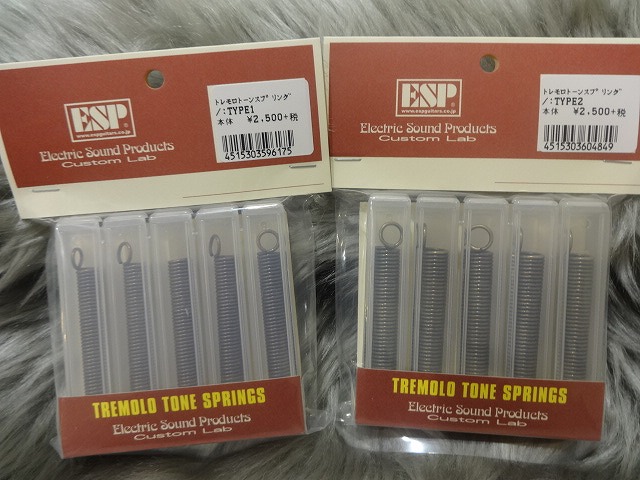 ESP
www.espguitars.co.jp
Electric Sound Products
Custom Lab
トレモロトーンスプリング
/:TYPE1
本体 ¥2,500+税
4515303596175
TREMOLO TONE SPRINGS
Electric Sound Products
Custom Lab
ESP
www.espguitars.co.jp
Electric Sound Products
Custom Lab
トレモロトーンスプリング
/:TYPE2
本体 ¥2,500+税
4515303604849
TREMOLO TONE SPRINGS
Electric Sound Products
Custom Lab